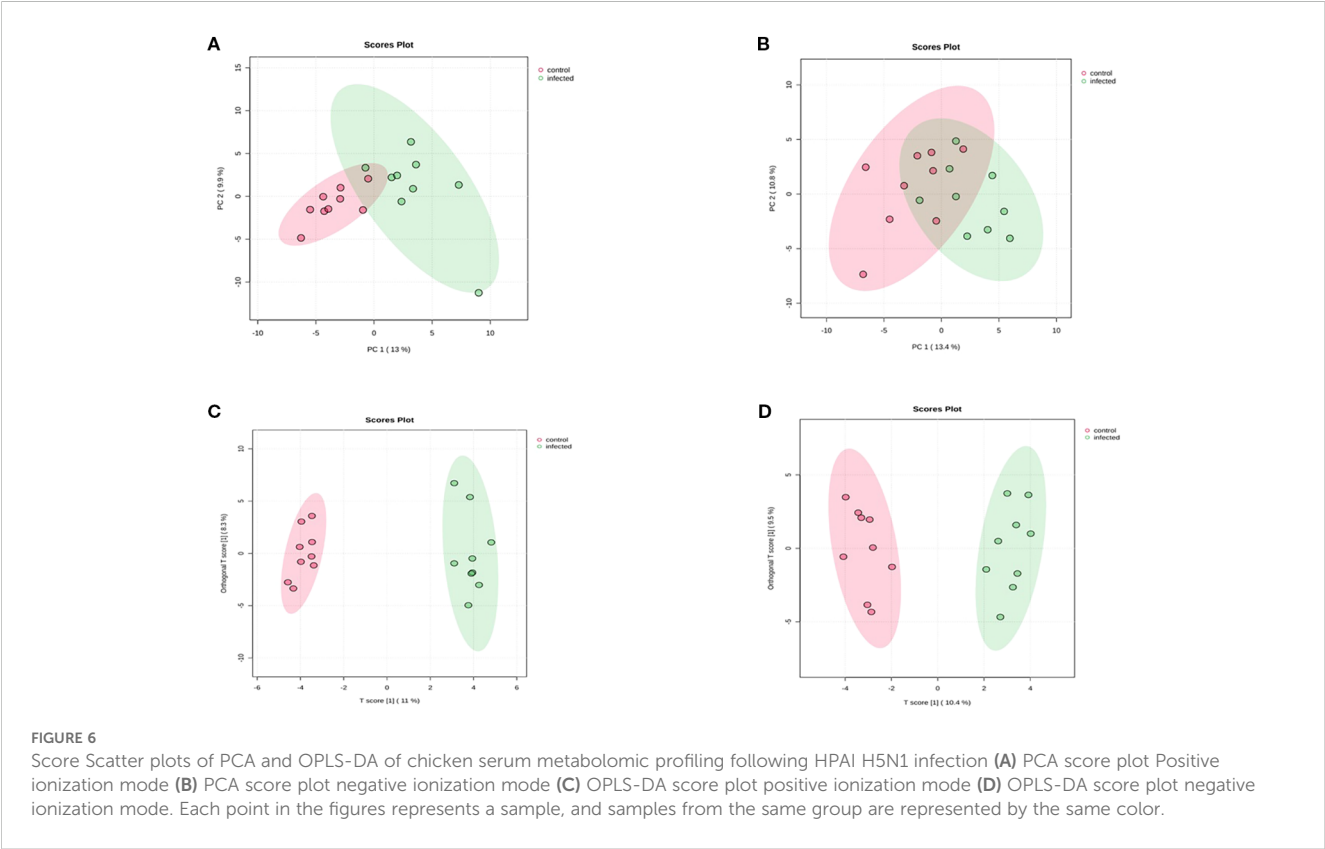 A
Scores Plot
control
infected
15
10
5
0
-5
-10
PC 2 ( 9.9 %)
-10 -5 0 5 10
PC 1 ( 13 %)
B
Scores Plot
control
infected
10
5
0
-5
-10
PC 2 ( 10.8 %)
-10 -5 0 5 10
PC 1 ( 13.4 %)
C
Scores Plot
control
infected
10
5
0
-5
-10
Orthogonal T score [1] ( 8.3 %)
-6 -4 -2 0 2 4 6
T score [1] ( 11 %)
D
Scores Plot
control
infected
5
0
-5
Orthogonal T score [1] ( 9.5 %)
-4 -2 0 2 4
T score [1] ( 10.4 %)
FIGURE 6
Score Scatter plots of PCA and OPLS-DA of chicken serum metabolomic profiling following HPAI H5N1 infection (A) PCA score plot Positive
ionization mode (B) PCA score plot negative ionization mode (C) OPLS-DA score plot positive ionization mode (D) OPLS-DA score plot negative
ionization mode. Each point in the figures represents a sample, and samples from the same group are represented by the same color.